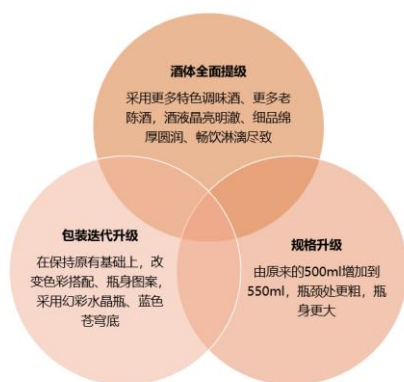 酒体全面提级
采用更多特色调味酒、更多老
陈酒，酒液晶亮明澈、细品绵
厚圆润、畅饮淋漓尽致
包装迭代升级
在保持原有基础上，改
变色彩搭配、瓶身图案，
采用幻彩水晶瓶、蓝色
苍穹底
规格升级
由原来的500ml增加到
550ml，瓶颈处更粗，瓶
身更大